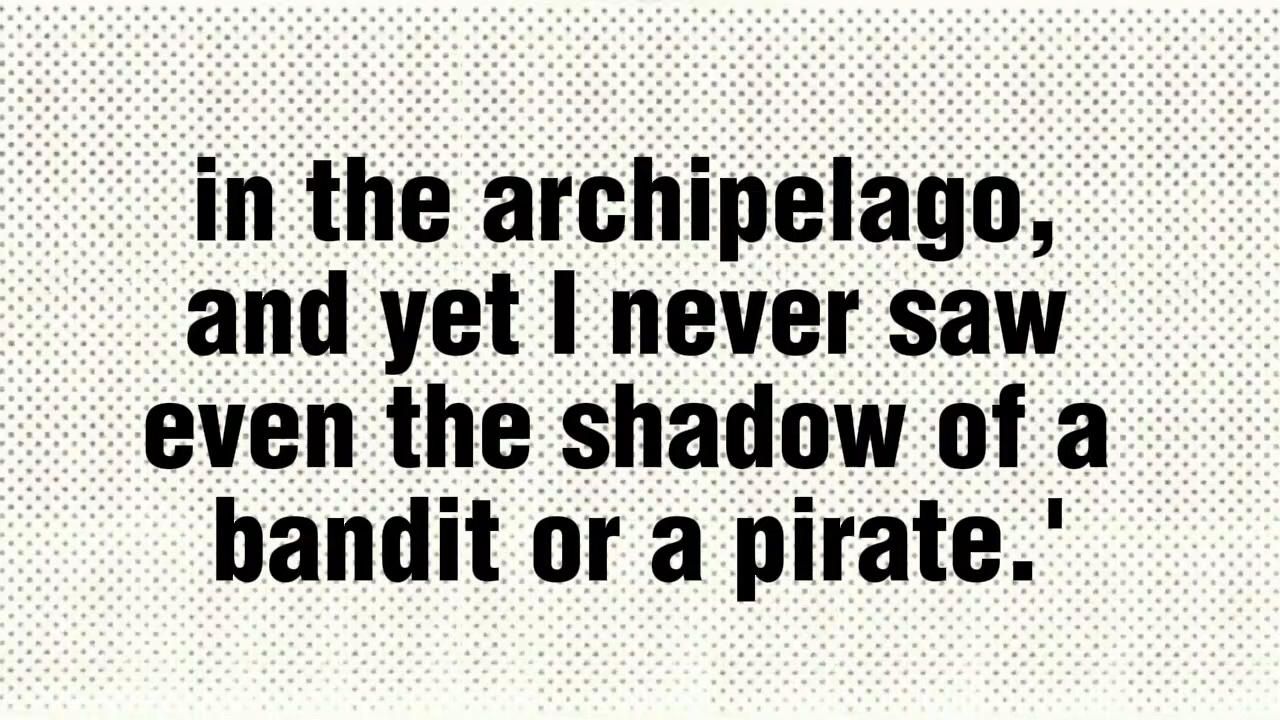 in the archipelago,
and yet I never saw
even the shadow of a
bandit or a pirate.'